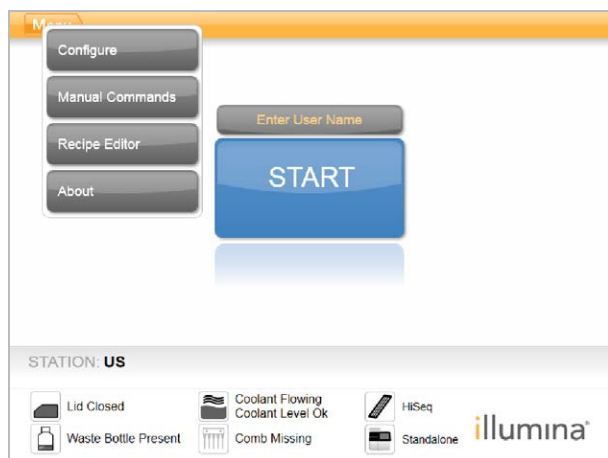 Menu
Configure
Manual Commands
Recipe Editor
About
Enter User Name
START
STATION: US
Lid Closed
Coolant Flowing
Coolant Level Ok
HiSeq
Waste Bottle Present
Comb Missing
Standalone
illumina®